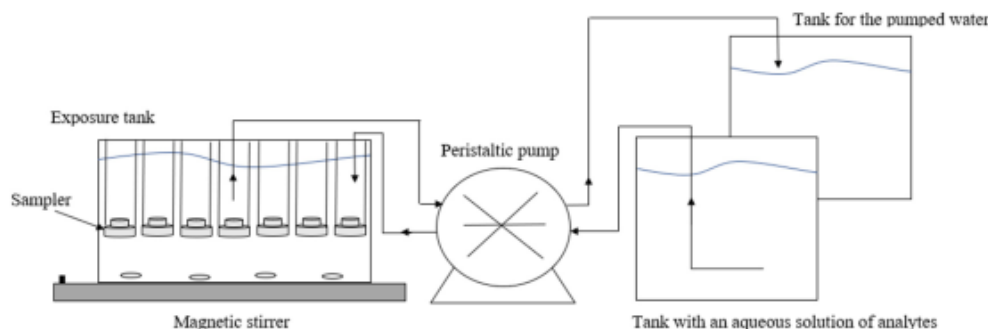 Tank for the pumped water
Exposure tank
Peristaltic pump
Sampler
Magnetic stirrer
Tank with an aqueous solution of analytes